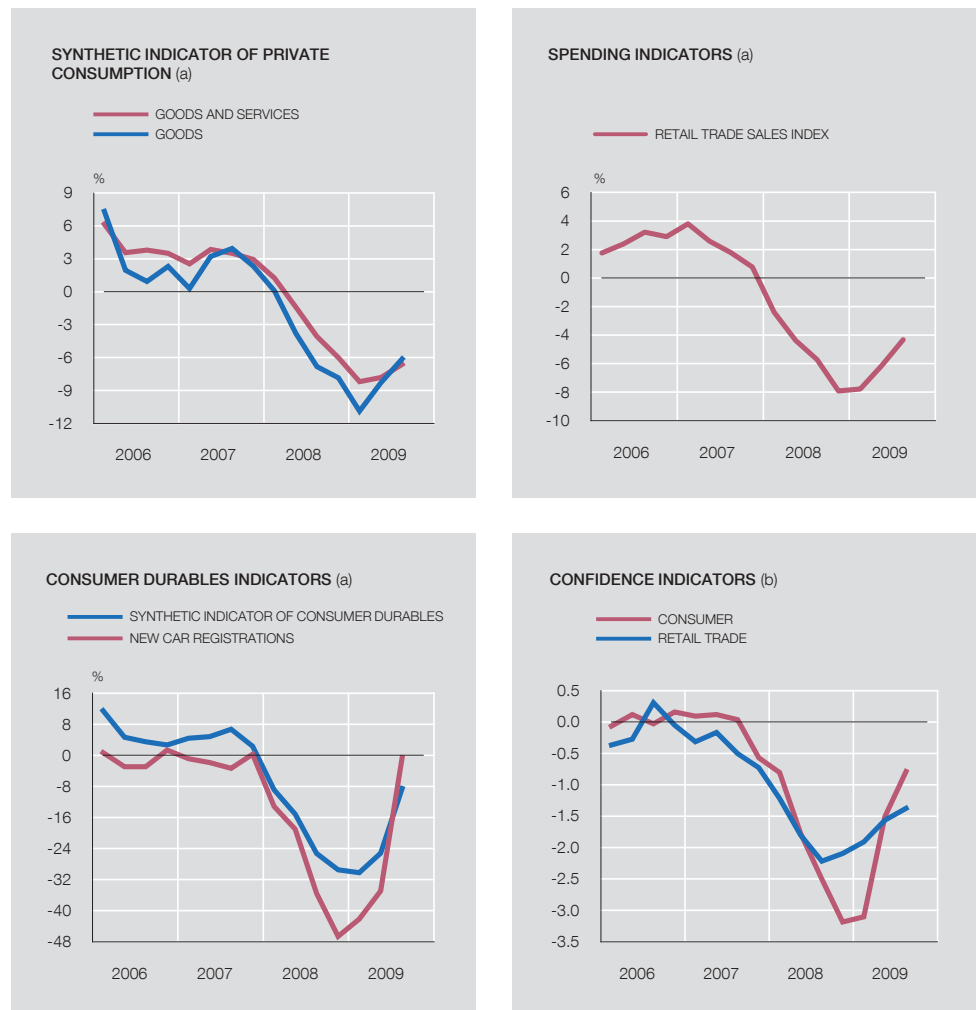 SYNTHETIC INDICATOR OF PRIVATE
CONSUMPTION (a)
GOODS AND SERVICES
GOODS
%
9
6
3
0
-3
-6
-9
-12
2006 2007 2008 2009
SPENDING INDICATORS (a)
RETAIL TRADE SALES INDEX
%
6
4
2
0
-2
-4
-6
-8
-10
2006 2007 2008 2009
CONSUMER DURABLES INDICATORS (a)
SYNTHETIC INDICATOR OF CONSUMER DURABLES
NEW CAR REGISTRATIONS
%
16
8
0
-8
-16
-24
-32
-40
-48
2006 2007 2008 2009
CONFIDENCE INDICATORS (b)
CONSUMER
RETAIL TRADE
0.5
0.0
-0.5
-1.0
-1.5
-2.0
-2.5
-3.0
-3.5
2006 2007 2008 2009